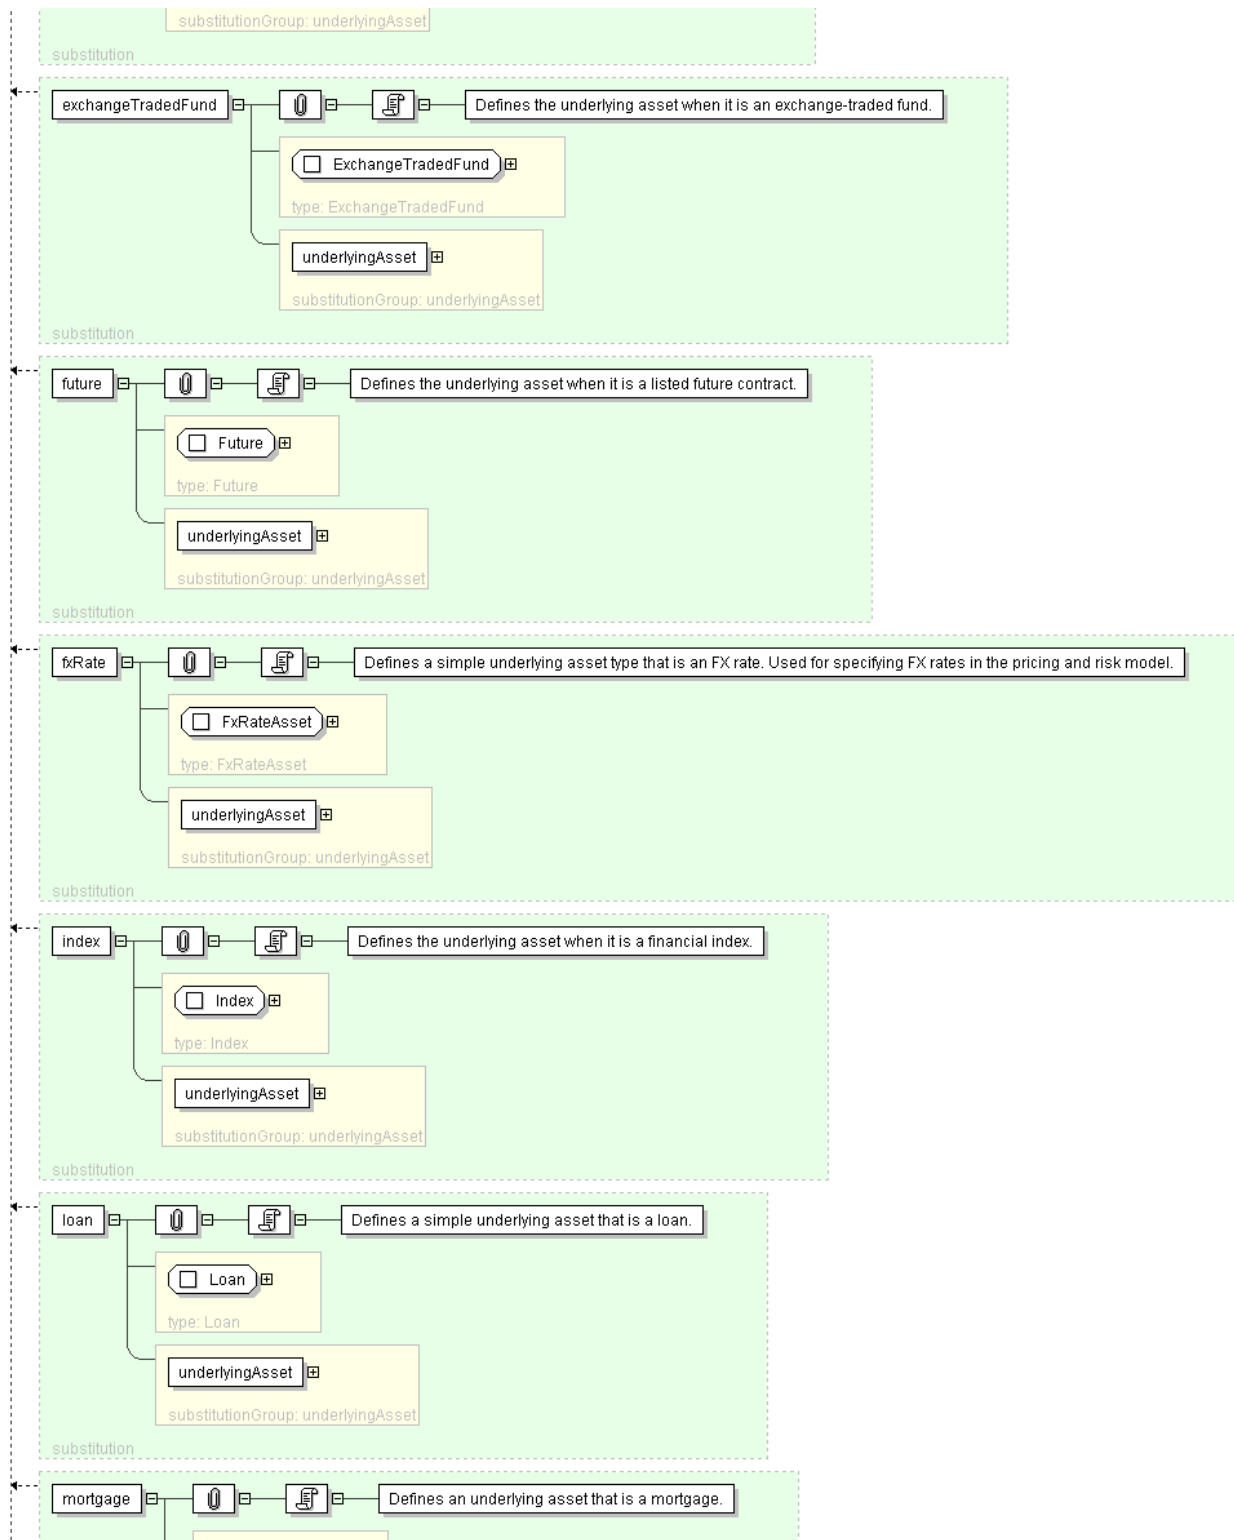 substitutionGroup: underlyingAsset
substitution
exchangeTradedFund
Defines the underlying asset when it is an exchange-traded fund.
ExchangeTradedFund
type: ExchangeTradedFund
underlyingAsset
substitutionGroup: underlyingAsset
substitution
future
Defines the underlying asset when it is a listed future contract.
Future
type: Future
underlyingAsset
substitutionGroup: underlyingAsset
substitution
fxRate
Defines a simple underlying asset type that is an FX rate. Used for specifying FX rates in the pricing and risk model.
FxRateAsset
type: FxRateAsset
underlyingAsset
substitutionGroup: underlyingAsset
substitution
index
Defines the underlying asset when it is a financial index.
Index
type: Index
underlyingAsset
substitutionGroup: underlyingAsset
substitution
loan
Defines a simple underlying asset that is a loan.
Loan
type: Loan
underlyingAsset
substitutionGroup: underlyingAsset
substitution
mortgage
Defines an underlying asset that is a mortgage.